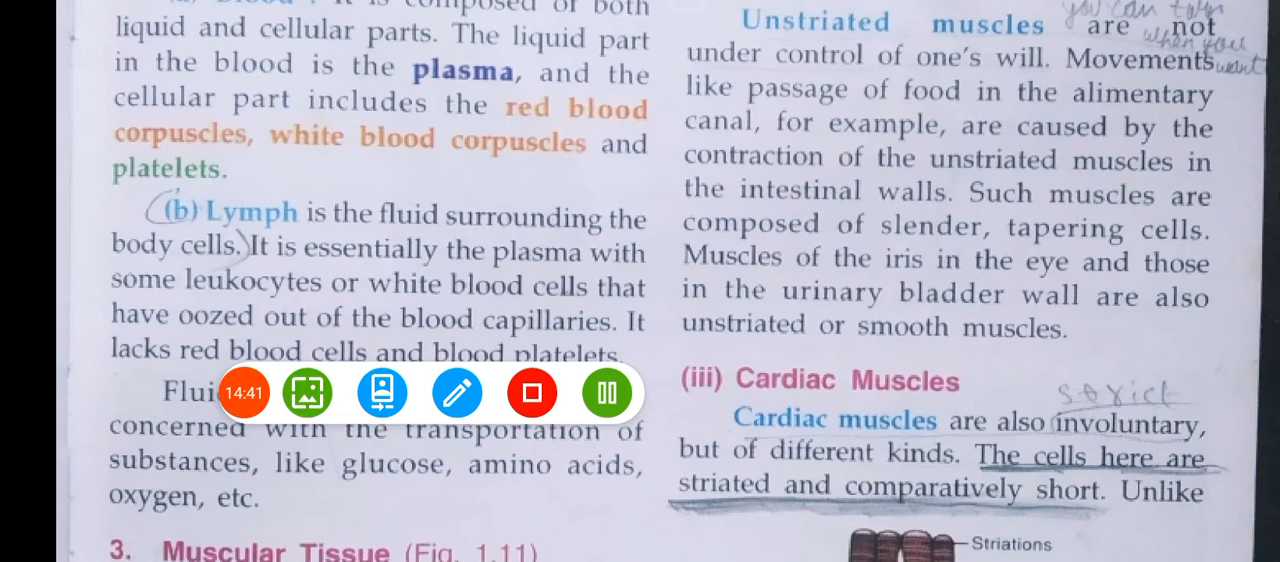 liquid and cellular parts. The liquid part
in the blood is the plasma, and the
cellular part includes the red blood
corpuscles, white blood corpuscles and
platelets.
(b) Lymph is the fluid surrounding the
body cells. It is essentially the plasma with
some leukocytes or white blood cells that
have oozed out of the blood capillaries. It
lacks red blood cells and blood platelets.
14:41
concerned with the transportation of
substances, like glucose, amino acids,
oxygen, etc.
3. Muscular Tissue (Fig. 1.11)
you can turn
when you
want
Unstriated muscles are not
under control of one's will. Movements
like passage of food in the alimentary
canal, for example, are caused by the
contraction of the unstriated muscles in
the intestinal walls. Such muscles are
composed of slender, tapering cells.
Muscles of the iris in the eye and those
in the urinary bladder wall are also
unstriated or smooth muscles.
(iii) Cardiac Muscles
Cardiac muscles are also involuntary,
but of different kinds. The cells here are
striated and comparatively short. Unlike
Striations